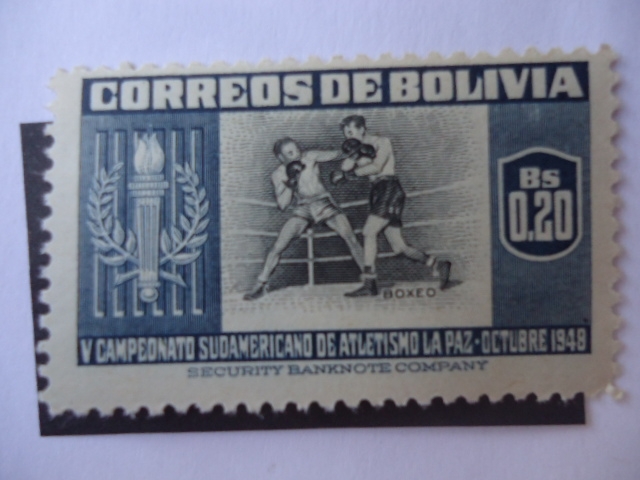 CORREOS DE BOLIVIA
Bs
0.20
BOXEO
V CAMPEONATO SUDAMERICANO DE ATLETISMO LA PAZ - OCTUBRE 1948
SECURITY BANKNOTE COMPANY